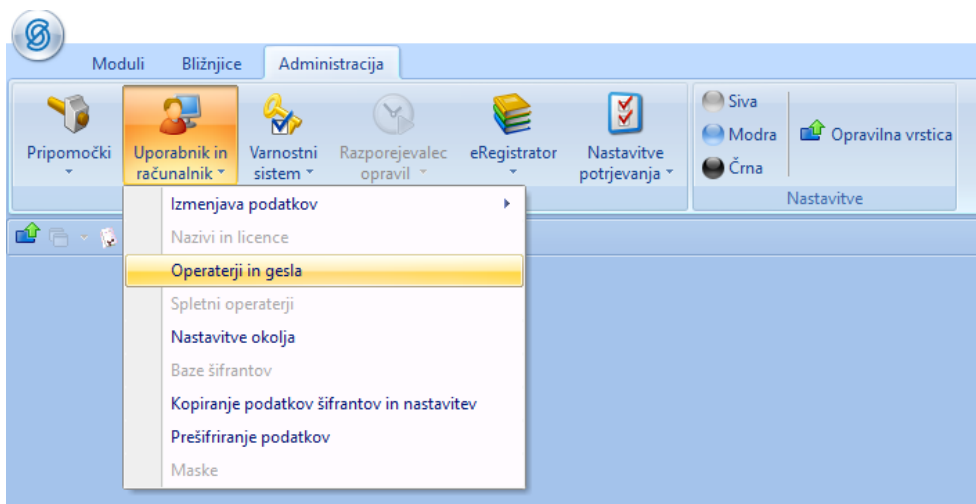 Moduli Bližnjice Administracija
Pripomočki Uporabnik in računalnik Varnostni sistem Razporejevalec opravil eRegistrator Nastavitve potrjevanja
Siva
Modra
Črna
Opravilna vrstica
Nastavitve
Izmenjava podatkov
Nazivi in licence
Operaterji in gesla
Spletni operaterji
Nastavitve okolja
Baze šifrantov
Kopiranje podatkov šifrantov in nastavitev
Prešifriranje podatkov
Maske